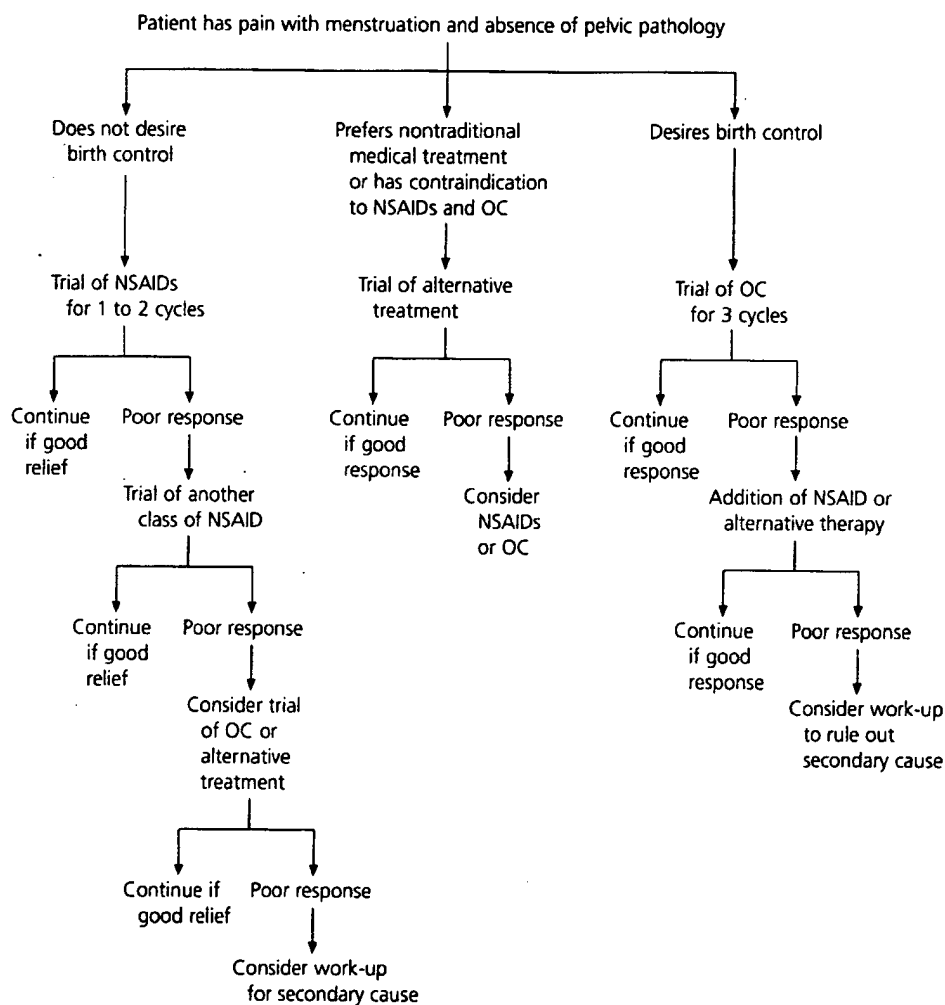 Patient has pain with menstruation and absence of pelvic pathology
Does not desire
birth control
Prefers nontraditional
medical treatment
or has contraindication
to NSAIDs and OC
Desires birth control
Trial of NSAIDs
for 1 to 2 cycles
Trial of alternative
treatment
Trial of OC
for 3 cycles
Continue
if good
relief
Poor response
Continue
if good
response
Poor response
Continue
if good
response
Poor response
Trial of another
class of NSAID
Consider
NSAIDs
or OC
Addition of NSAID or
alternative therapy
Continue
if good
relief
Poor response
Continue
if good
response
Poor response
Consider trial
of OC or
alternative
treatment
Consider work-up
to rule out
secondary cause
Continue if
good relief
Poor response
Consider work-up
for secondary cause